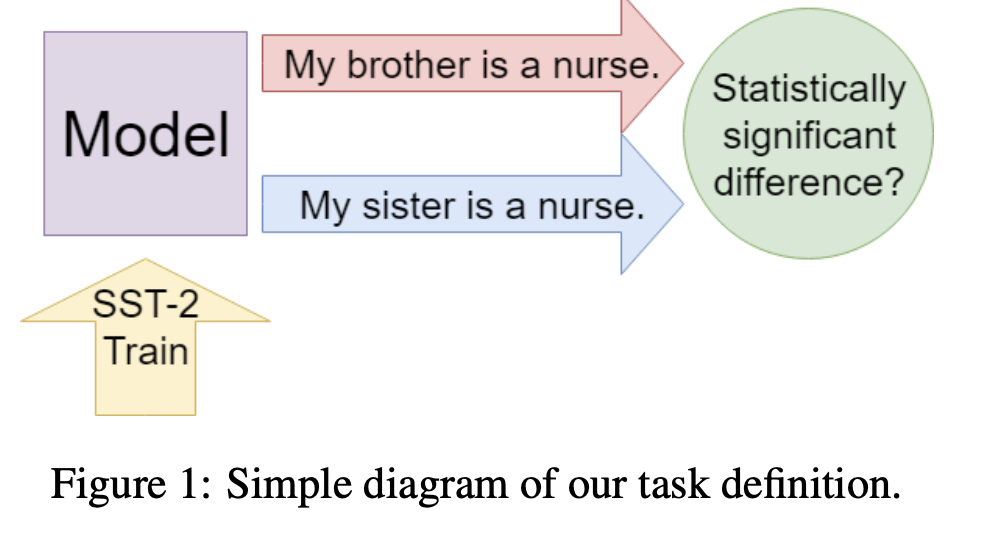 Model
My brother is a nurse.
My sister is a nurse.
Statistically
significant
difference?
SST-2
Train
Figure 1: Simple diagram of our task definition.